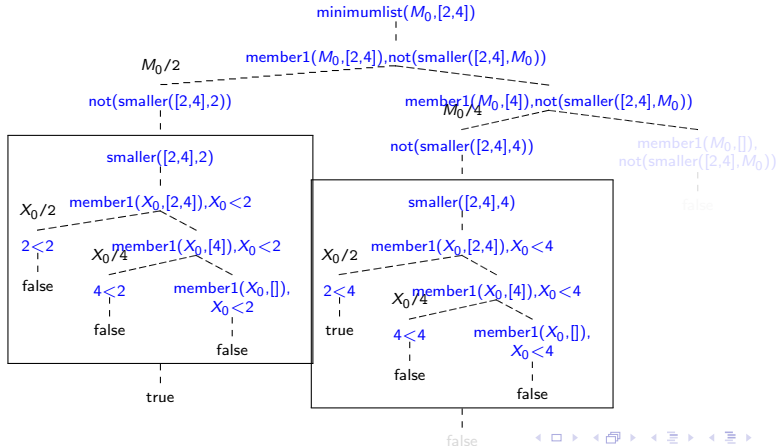 minimumlist(M₀,[2,4])
member1(M₀,[2,4]),not(smaller([2,4],M₀))
M₀/2
not(smaller([2,4],2))
member1(M₀,[4]),not(smaller([2,4],M₀))
M₀/4
not(smaller([2,4],4))
member1(M₀,[]),
not(smaller([2,4],M₀))
false
smaller([2,4],2)
member1(X₀,[2,4]),X₀<2
X₀/2
2<2
false
member1(X₀,[4]),X₀<2
X₀/4
4<2
false
member1(X₀,[]),
X₀<2
false
true
smaller([2,4],4)
member1(X₀,[2,4]),X₀<4
X₀/2
2<4
true
member1(X₀,[4]),X₀<4
X₀/4
4<4
false
member1(X₀,[]),
X₀<4
false
false